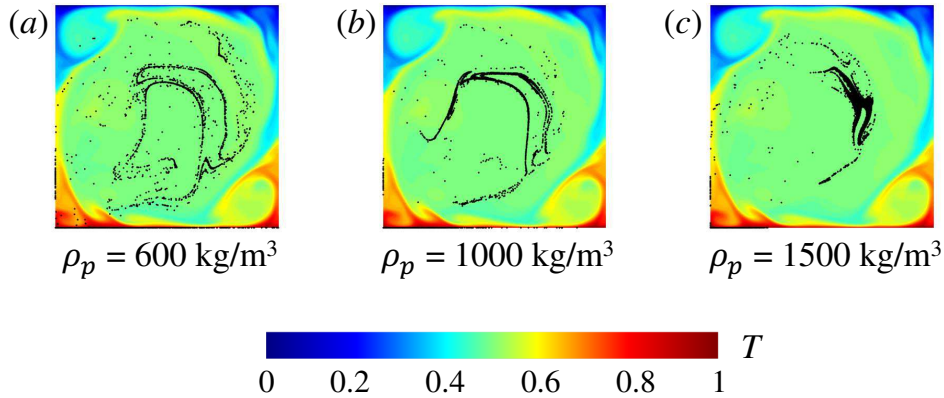 (a) (b) (c)
ρₚ = 600 kg/m³ ρₚ = 1000 kg/m³ ρₚ = 1500 kg/m³
T
0 0.2 0.4 0.6 0.8 1